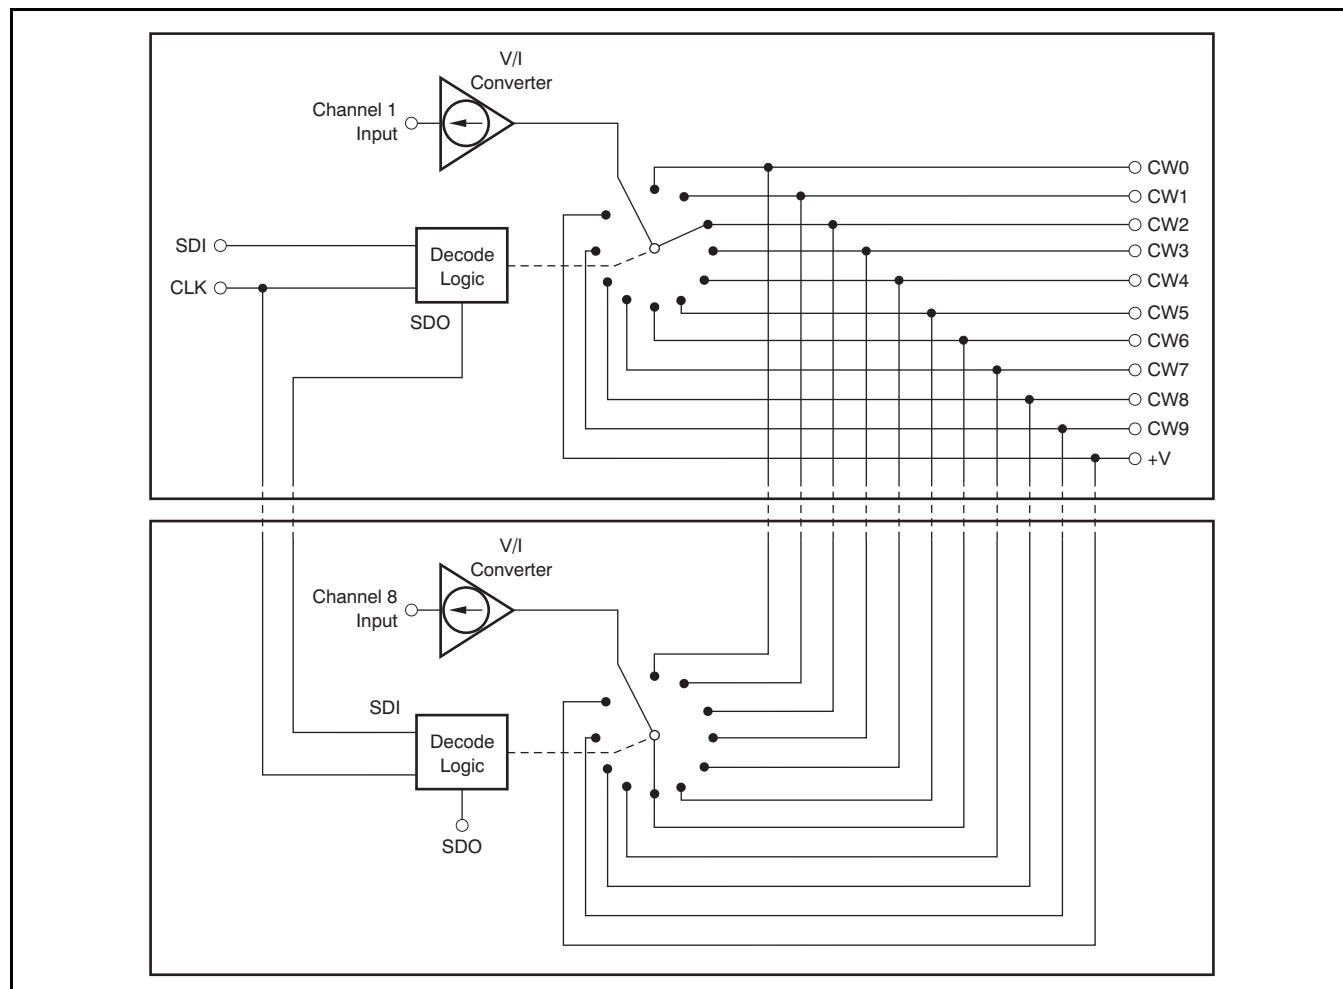 V/I
Converter
Channel 1
Input
CW0
CW1
CW2
SDI
Decode
Logic
CW3
CLK
CW4
SDO
CW5
CW6
CW7
CW8
CW9
+V
V/I
Converter
Channel 8
Input
SDI
Decode
Logic
SDO